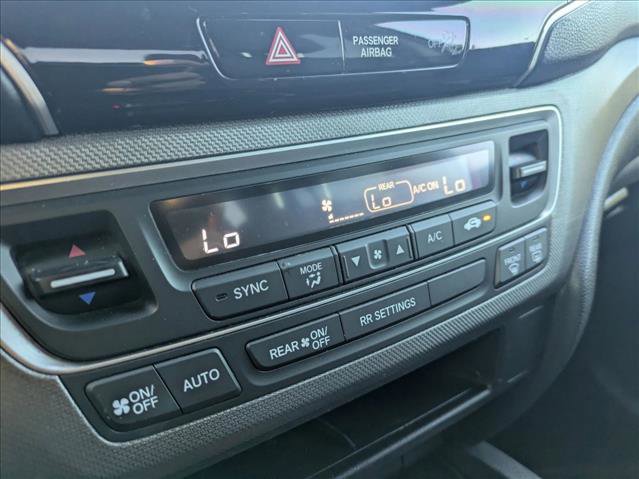 PASSENGER
AIRBAG
OFF
REAR
Lo
Lo
A/C ON
Lo
SYNC
MODE
A/C
FRONT
REAR
REAR ON/
OFF
RR SETTINGS
ON/
OFF
AUTO